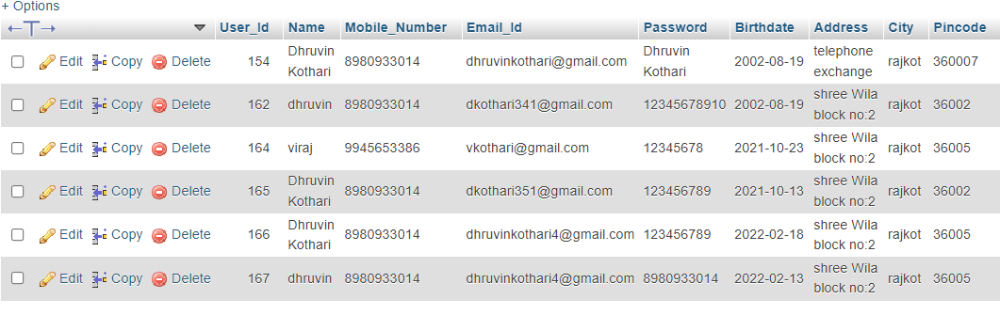 + Options
←T→ User_Id Name Mobile_Number Email_Id Password Birthdate Address City Pincode
Edit Copy Delete 154 Dhruvin Kothari 8980933014 dhruvinkothari@gmail.com Dhruvin Kothari 2002-08-19 telephone exchange rajkot 360007
Edit Copy Delete 162 dhruvin 8980933014 dkothari341@gmail.com 12345678910 2002-08-19 shree Wila block no:2 rajkot 36002
Edit Copy Delete 164 viraj 9945653386 vkothari@gmail.com 12345678 2021-10-23 shree Wila block no:2 rajkot 36005
Edit Copy Delete 165 Dhruvin Kothari 8980933014 dkothari351@gmail.com 123456789 2021-10-13 shree Wila block no:2 rajkot 36002
Edit Copy Delete 166 Dhruvin Kothari 8980933014 dhruvinkothari4@gmail.com 123456789 2022-02-18 shree Wila block no:2 rajkot 36005
Edit Copy Delete 167 dhruvin 8980933014 dhruvinkothari4@gmail.com 8980933014 2022-02-13 shree Wila block no:2 rajkot 36005